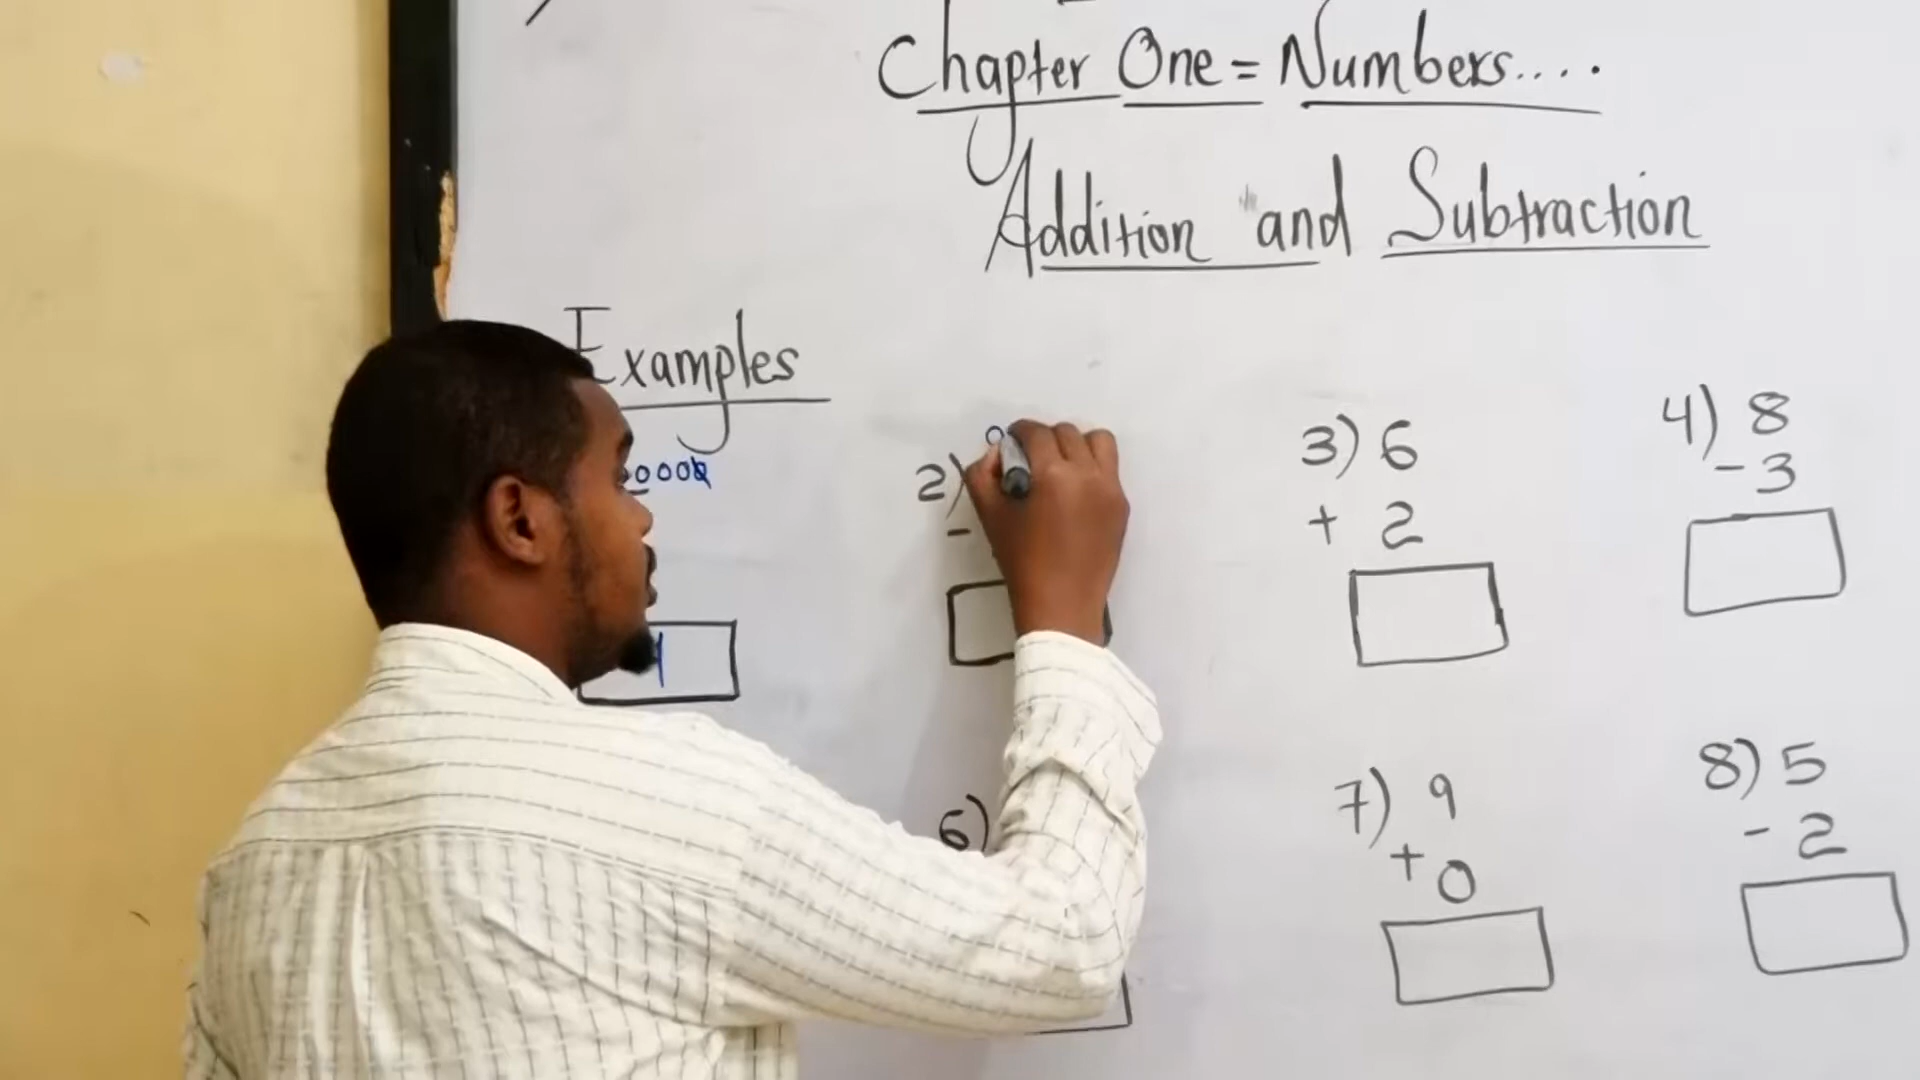 Chapter One = Numbers....
Addition and Subtraction
Examples
000
2) 3) 6 4) 8
- + 2 - 3
6) 7) 9 8) 5
+ 0 - 2